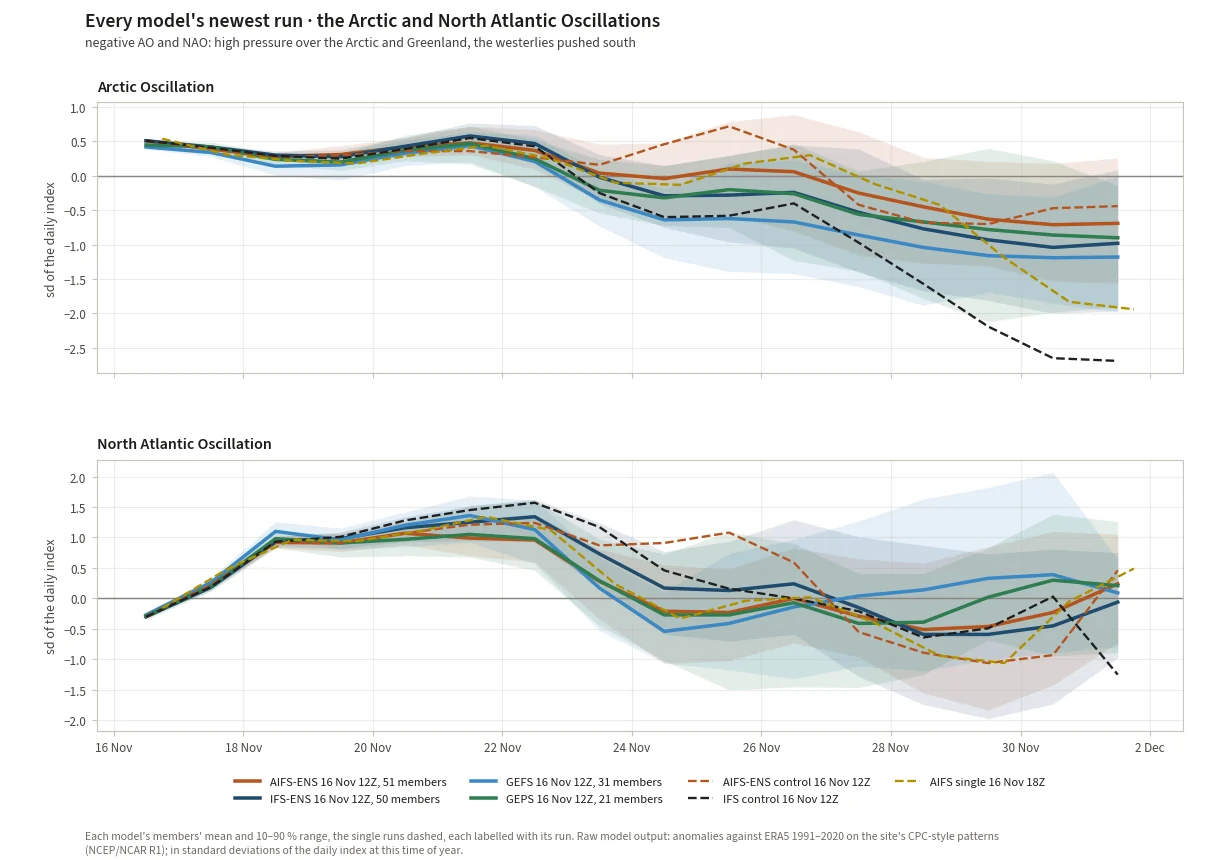 Every model's newest run · the Arctic and North Atlantic Oscillations
negative AO and NAO: high pressure over the Arctic and Greenland, the westerlies pushed south
Arctic Oscillation
sd of the daily index
1.0
0.5
0.0
−0.5
−1.0
−1.5
−2.0
−2.5
North Atlantic Oscillation
sd of the daily index
2.0
1.5
1.0
0.5
0.0
−0.5
−1.0
−1.5
−2.0
16 Nov 18 Nov 20 Nov 22 Nov 24 Nov 26 Nov 28 Nov 30 Nov 2 Dec
AIFS-ENS 16 Nov 12Z, 51 members GEFS 16 Nov 12Z, 31 members AIFS-ENS control 16 Nov 12Z AIFS single 16 Nov 18Z
IFS-ENS 16 Nov 12Z, 50 members GEPS 16 Nov 12Z, 21 members IFS control 16 Nov 12Z
Each model's members' mean and 10–90 % range, the single runs dashed, each labelled with its run. Raw model output: anomalies against ERA5 1991–2020 on the site's CPC-style patterns
(NCEP/NCAR R1); in standard deviations of the daily index at this time of year.